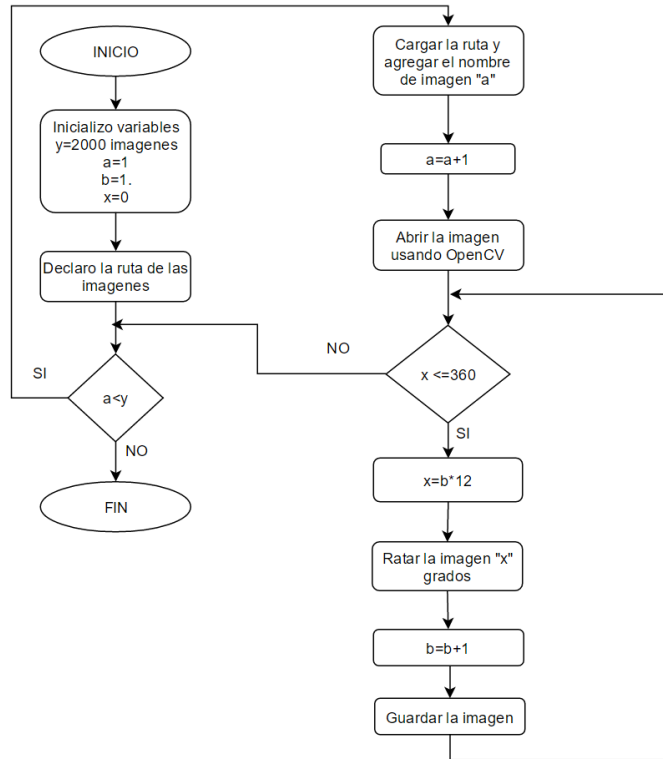 INICIO
Inicializo variables
y=2000 imagenes
a=1
b=1.
x=0
Declaro la ruta de las
imagenes
SI
a<y
NO
FIN
Cargar la ruta y
agregar el nombre
de imagen "a"
a=a+1
Abrir la imagen
usando OpenCV
NO
x <=360
SI
x=b*12
Ratar la imagen "x"
grados
b=b+1
Guardar la imagen